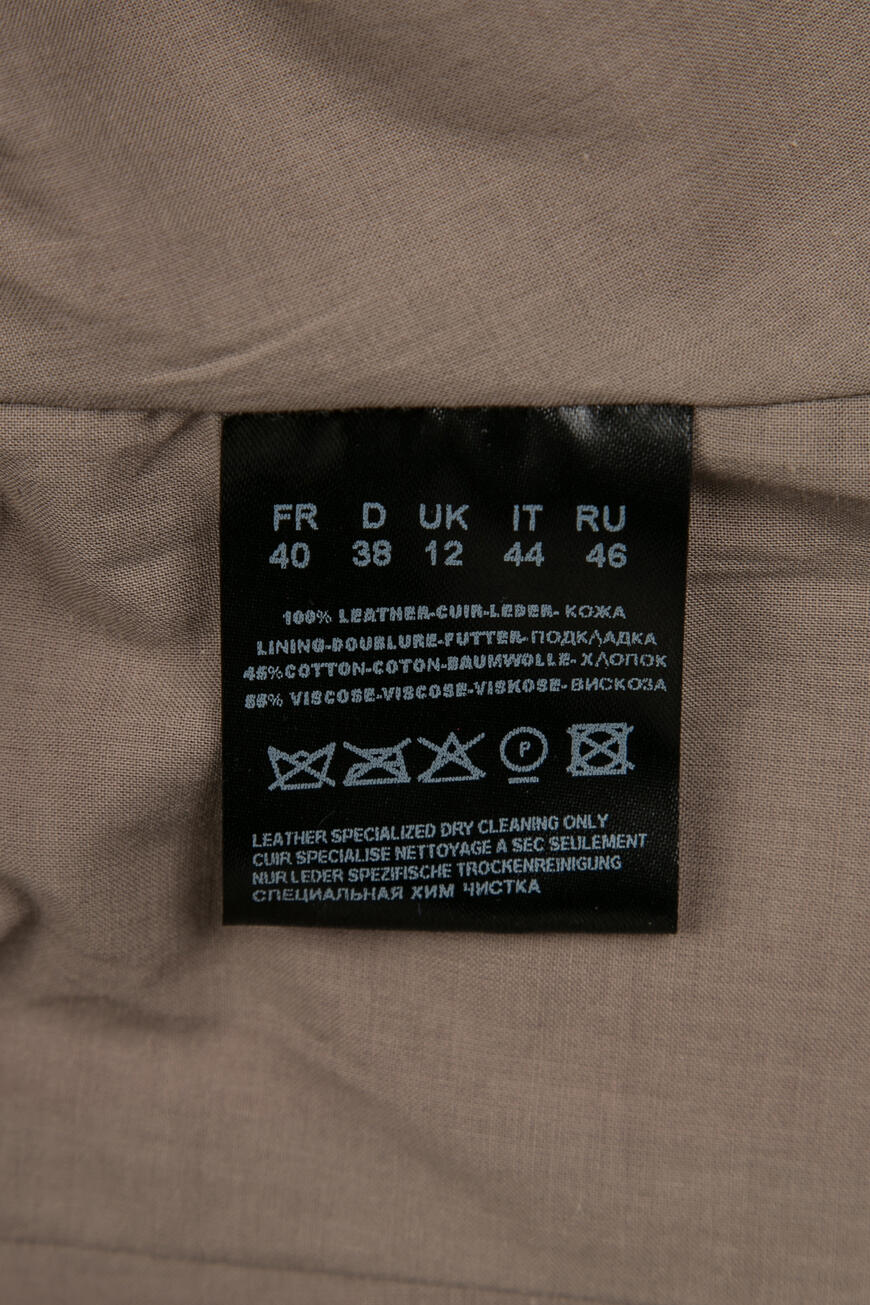 FR D UK IT RU
40 38 12 44 46
100% LEATHER-CUIR-LEDER- КОЖА
LINING-DOUBLURE-FUTTER-ПОДКЛАДКА
45%COTTON-COTON-BAUMWOLLE- ХЛОПОК
55% VISCOSE-VISCOSE-VISKOSE-ВИСКОЗА
P
LEATHER SPECIALIZED DRY CLEANING ONLY
CUIR SPECIALISE NETTOYAGE A SEC SEULEMENT
NUR LEDER SPEZIFISCHE TROCKENREINIGUNG
СПЕЦИАЛЬНАЯ ХИМ ЧИСТКА